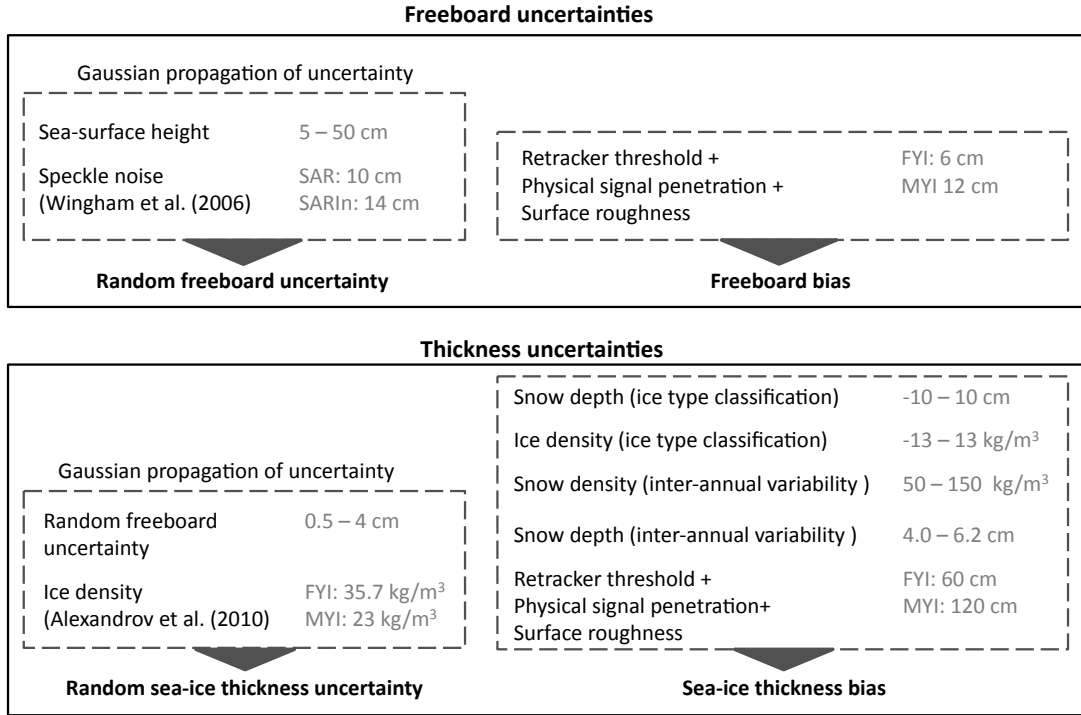 Freeboard uncertainties
Gaussian propagation of uncertainty
Sea-surface height 5 – 50 cm
Speckle noise SAR: 10 cm
(Wingham et al. (2006) SARIn: 14 cm
Random freeboard uncertainty
Retracker threshold + FYI: 6 cm
Physical signal penetration + MYI 12 cm
Surface roughness
Freeboard bias
Thickness uncertainties
Gaussian propagation of uncertainty
Random freeboard 0.5 – 4 cm
uncertainty
Ice density FYI: 35.7 kg/m³
(Alexandrov et al. (2010) MYI: 23 kg/m³
Random sea-ice thickness uncertainty
Snow depth (ice type classification) -10 – 10 cm
Ice density (ice type classification) -13 – 13 kg/m³
Snow density (inter-annual variability ) 50 – 150 kg/m³
Snow depth (inter-annual variability ) 4.0 – 6.2 cm
Retracker threshold + FYI: 60 cm
Physical signal penetration+ MYI: 120 cm
Surface roughness
Sea-ice thickness bias